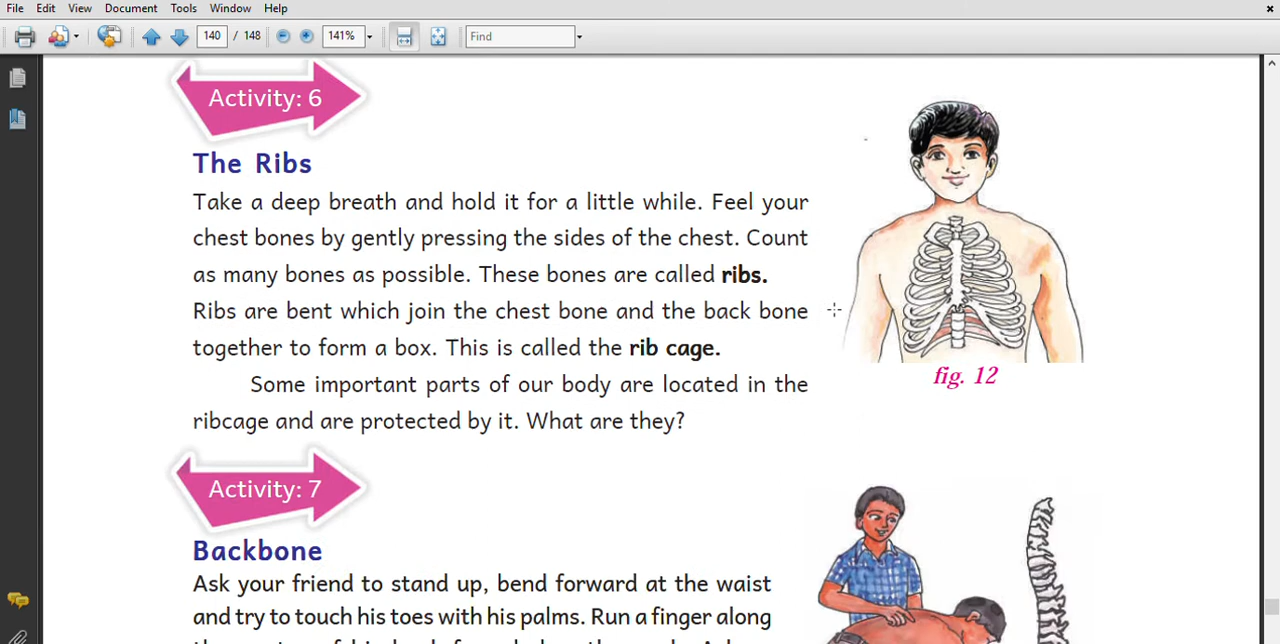 File Edit View Document Tools Window Help
140 / 148 141% Find
Activity: 6
The Ribs
Take a deep breath and hold it for a little while. Feel your
chest bones by gently pressing the sides of the chest. Count
as many bones as possible. These bones are called ribs.
Ribs are bent which join the chest bone and the back bone
together to form a box. This is called the rib cage.
Some important parts of our body are located in the
ribcage and are protected by it. What are they?
fig. 12
Activity: 7
Backbone
Ask your friend to stand up, bend forward at the waist
and try to touch his toes with his palms. Run a finger along